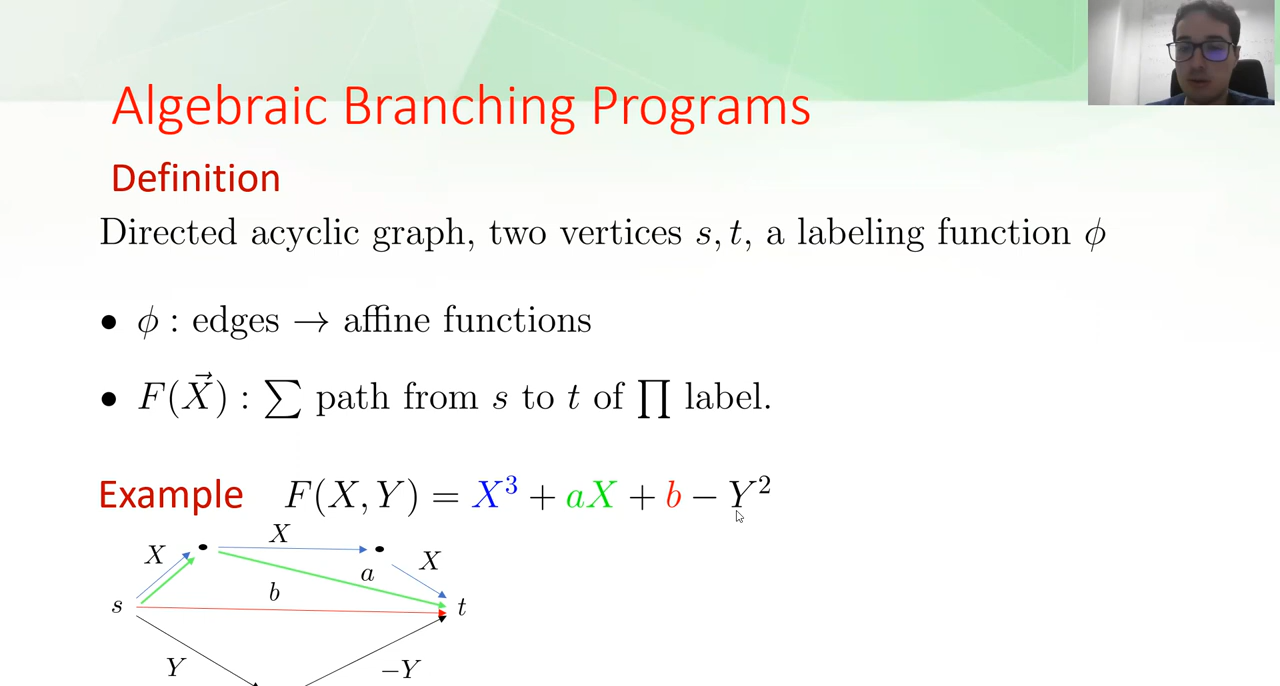 Algebraic Branching Programs
Definition
Directed acyclic graph, two vertices s, t, a labeling function ϕ
• ϕ : edges → affine functions
• F(X⃗) : ∑ path from s to t of ∏ label.
Example F(X, Y) = X³ + aX + b − Y²
X
X
X
a
b
s
t
Y
−Y